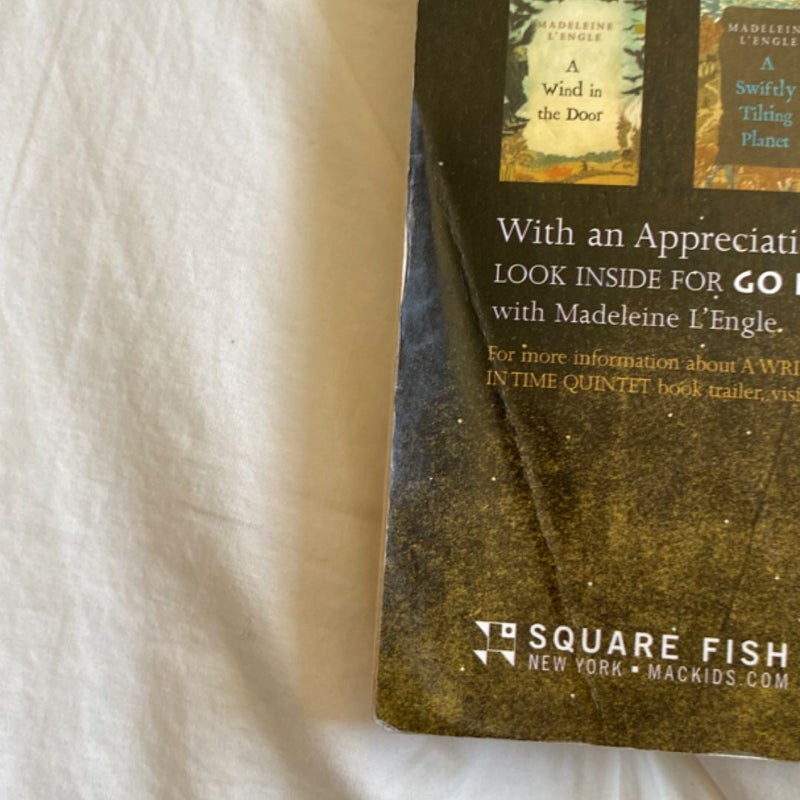 MADELEINE
L'ENGLE
A
Wind in
the Door
MADELEIN
L'ENGLE
A
Swiftly
Tilting
Planet
With an Appreciati
LOOK INSIDE FOR GO
with Madeleine L'Engle.
For more information about A WRI
IN TIME QUINTET book trailer, visi
SQUARE FISH
NEW YORK ▪ MACKIDS.COM